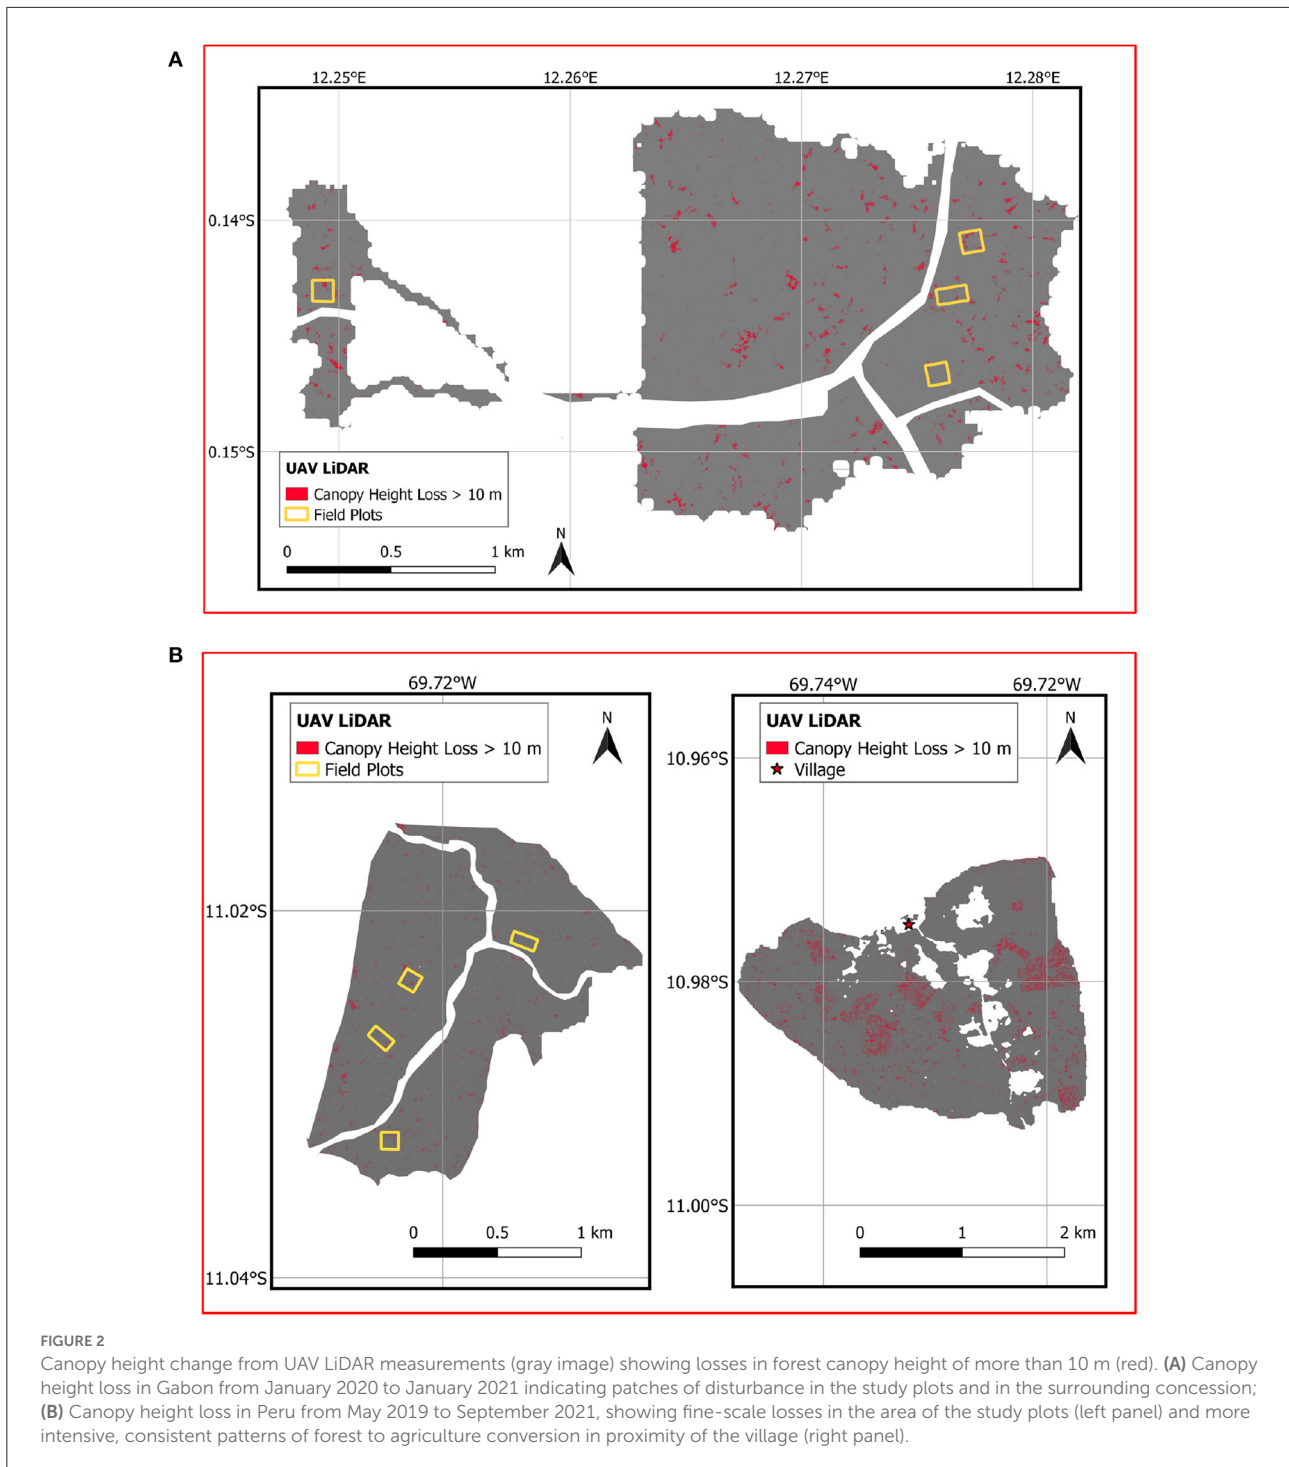 A
12.25°E 12.26°E 12.27°E 12.28°E
0.14°S
0.15°S
UAV LiDAR
Canopy Height Loss > 10 m
Field Plots
0 0.5 1 km
N
B
69.72°W
UAV LiDAR
Canopy Height Loss > 10 m
Field Plots
N
11.02°S
11.04°S
0 0.5 1 km
69.74°W 69.72°W
UAV LiDAR
Canopy Height Loss > 10 m
Village
N
10.96°S
10.98°S
11.00°S
0 1 2 km
FIGURE 2
Canopy height change from UAV LiDAR measurements (gray image) showing losses in forest canopy height of more than 10 m (red). (A) Canopy
height loss in Gabon from January 2020 to January 2021 indicating patches of disturbance in the study plots and in the surrounding concession;
(B) Canopy height loss in Peru from May 2019 to September 2021, showing fine-scale losses in the area of the study plots (left panel) and more
intensive, consistent patterns of forest to agriculture conversion in proximity of the village (right panel).